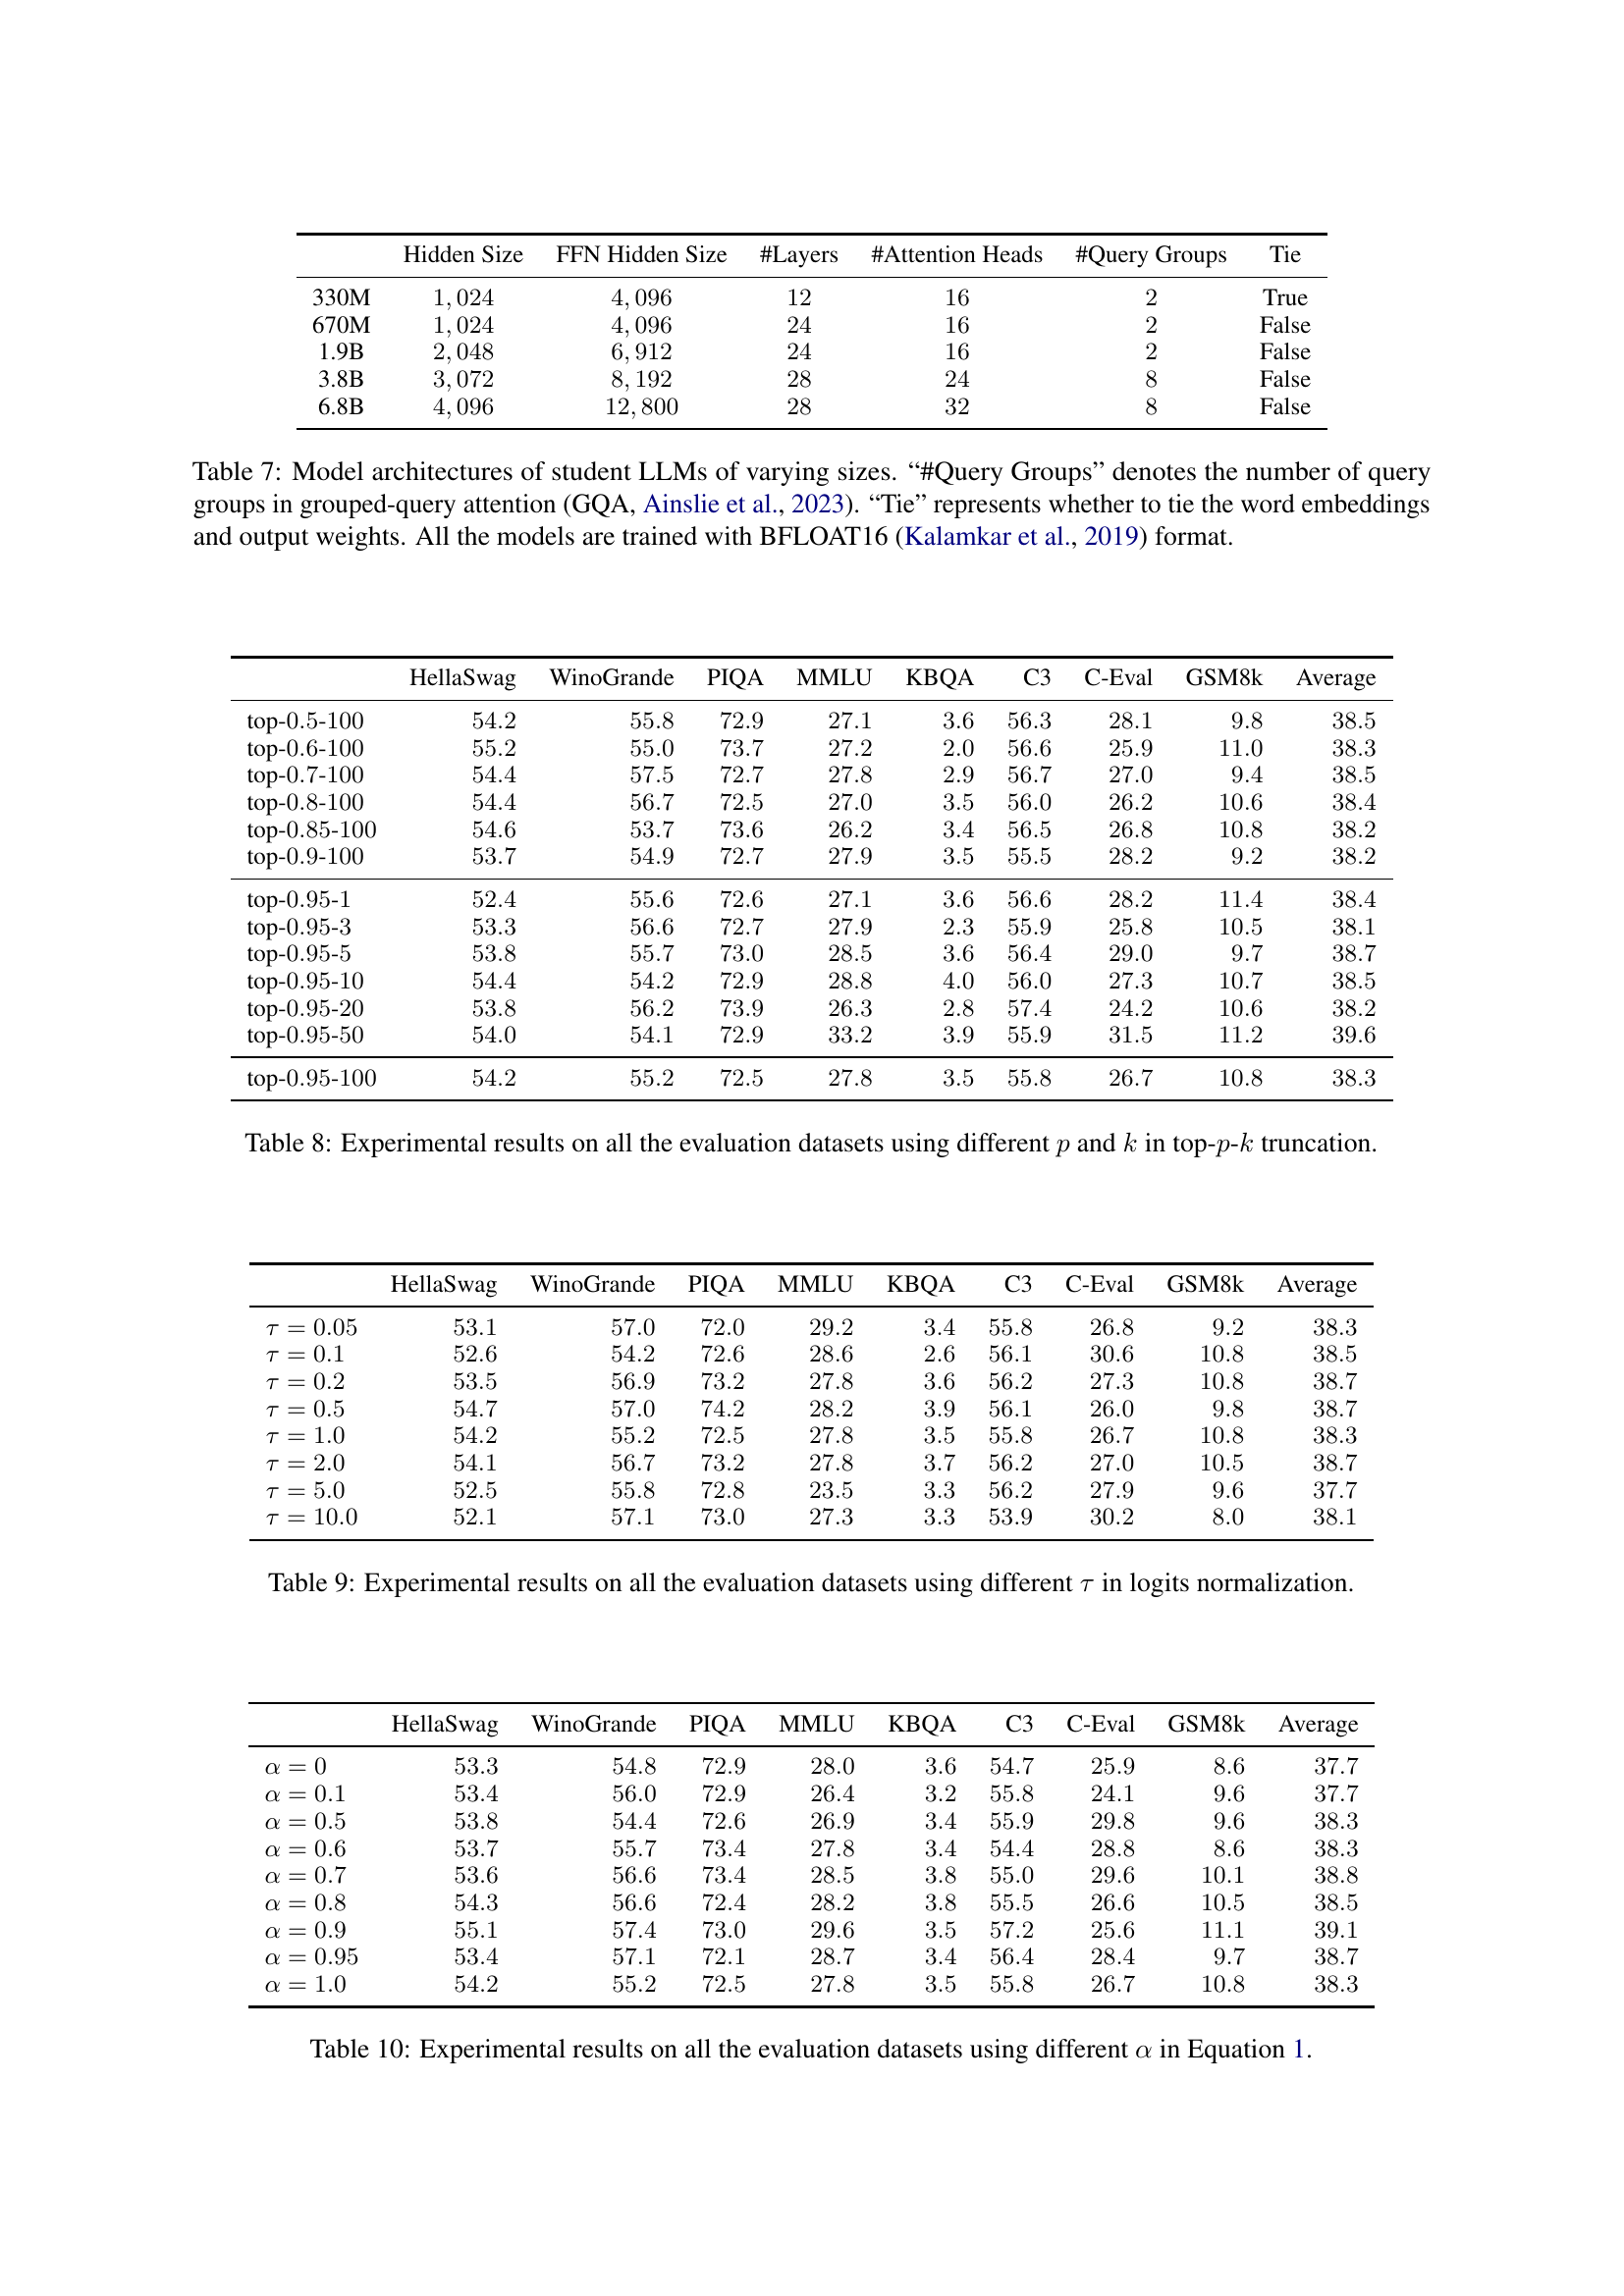 Hidden Size FFN Hidden Size #Layers #Attention Heads #Query Groups Tie
330M 1,024 4,096 12 16 2 True
670M 1,024 4,096 24 16 2 False
1.9B 2,048 6,912 24 16 2 False
3.8B 3,072 8,192 28 24 8 False
6.8B 4,096 12,800 28 32 8 False
Table 7: Model architectures of student LLMs of varying sizes. “#Query Groups” denotes the number of query
groups in grouped-query attention (GQA, Ainslie et al., 2023). “Tie” represents whether to tie the word embeddings
and output weights. All the models are trained with BFLOAT16 (Kalamkar et al., 2019) format.
HellaSwag WinoGrande PIQA MMLU KBQA C3 C-Eval GSM8k Average
top-0.5-100 54.2 55.8 72.9 27.1 3.6 56.3 28.1 9.8 38.5
top-0.6-100 55.2 55.0 73.7 27.2 2.0 56.6 25.9 11.0 38.3
top-0.7-100 54.4 57.5 72.7 27.8 2.9 56.7 27.0 9.4 38.5
top-0.8-100 54.4 56.7 72.5 27.0 3.5 56.0 26.2 10.6 38.4
top-0.85-100 54.6 53.7 73.6 26.2 3.4 56.5 26.8 10.8 38.2
top-0.9-100 53.7 54.9 72.7 27.9 3.5 55.5 28.2 9.2 38.2
top-0.95-1 52.4 55.6 72.6 27.1 3.6 56.6 28.2 11.4 38.4
top-0.95-3 53.3 56.6 72.7 27.9 2.3 55.9 25.8 10.5 38.1
top-0.95-5 53.8 55.7 73.0 28.5 3.6 56.4 29.0 9.7 38.7
top-0.95-10 54.4 54.2 72.9 28.8 4.0 56.0 27.3 10.7 38.5
top-0.95-20 53.8 56.2 73.9 26.3 2.8 57.4 24.2 10.6 38.2
top-0.95-50 54.0 54.1 72.9 33.2 3.9 55.9 31.5 11.2 39.6
top-0.95-100 54.2 55.2 72.5 27.8 3.5 55.8 26.7 10.8 38.3
Table 8: Experimental results on all the evaluation datasets using different p and k in top-p-k truncation.
HellaSwag WinoGrande PIQA MMLU KBQA C3 C-Eval GSM8k Average
τ = 0.05 53.1 57.0 72.0 29.2 3.4 55.8 26.8 9.2 38.3
τ = 0.1 52.6 54.2 72.6 28.6 2.6 56.1 30.6 10.8 38.5
τ = 0.2 53.5 56.9 73.2 27.8 3.6 56.2 27.3 10.8 38.7
τ = 0.5 54.7 57.0 74.2 28.2 3.9 56.1 26.0 9.8 38.7
τ = 1.0 54.2 55.2 72.5 27.8 3.5 55.8 26.7 10.8 38.3
τ = 2.0 54.1 56.7 73.2 27.8 3.7 56.2 27.0 10.5 38.7
τ = 5.0 52.5 55.8 72.8 23.5 3.3 56.2 27.9 9.6 37.7
τ = 10.0 52.1 57.1 73.0 27.3 3.3 53.9 30.2 8.0 38.1
Table 9: Experimental results on all the evaluation datasets using different τ in logits normalization.
HellaSwag WinoGrande PIQA MMLU KBQA C3 C-Eval GSM8k Average
α = 0 53.3 54.8 72.9 28.0 3.6 54.7 25.9 8.6 37.7
α = 0.1 53.4 56.0 72.9 26.4 3.2 55.8 24.1 9.6 37.7
α = 0.5 53.8 54.4 72.6 26.9 3.4 55.9 29.8 9.6 38.3
α = 0.6 53.7 55.7 73.4 27.8 3.4 54.4 28.8 8.6 38.3
α = 0.7 53.6 56.6 73.4 28.5 3.8 55.0 29.6 10.1 38.8
α = 0.8 54.3 56.6 72.4 28.2 3.8 55.5 26.6 10.5 38.5
α = 0.9 55.1 57.4 73.0 29.6 3.5 57.2 25.6 11.1 39.1
α = 0.95 53.4 57.1 72.1 28.7 3.4 56.4 28.4 9.7 38.7
α = 1.0 54.2 55.2 72.5 27.8 3.5 55.8 26.7 10.8 38.3
Table 10: Experimental results on all the evaluation datasets using different α in Equation 1.